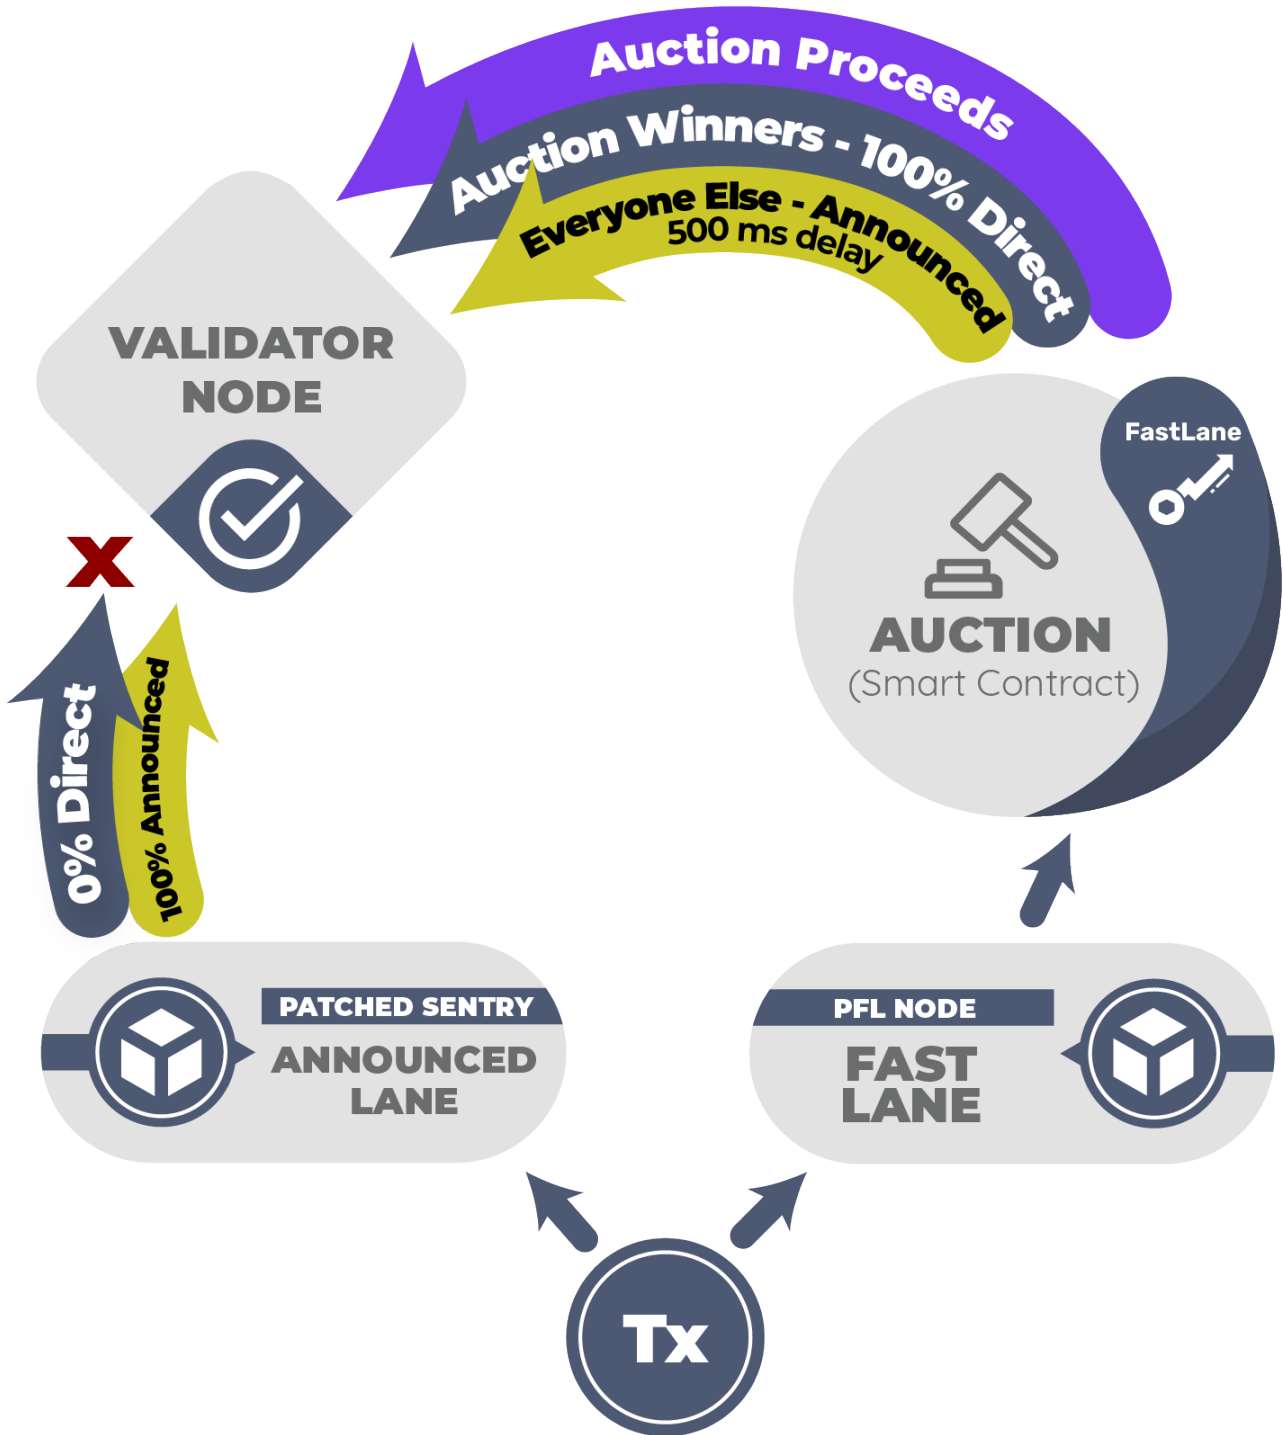 Auction Proceeds
Auction Winners - 100% Direct
Everyone Else - Announced
500 ms delay
VALIDATOR
NODE
FastLane
AUCTION
(Smart Contract)
X
0% Direct
100% Announced
PATCHED SENTRY
ANNOUNCED
LANE
PFL NODE
FAST
LANE
Tx